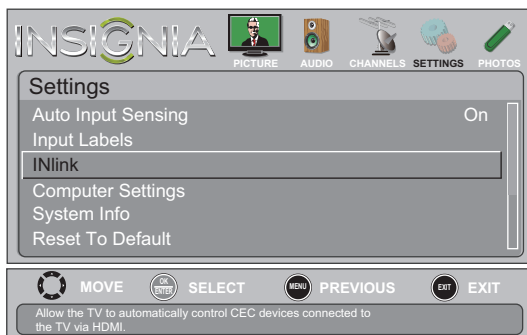 INSIGNIA
PICTURE AUDIO CHANNELS SETTINGS PHOTOS
Settings
Auto Input Sensing On
Input Labels
INlink
Computer Settings
System Info
Reset To Default
MOVE OK ENTER SELECT MENU PREVIOUS EXIT EXIT
Allow the TV to automatically control CEC devices connected to
the TV via HDMI.